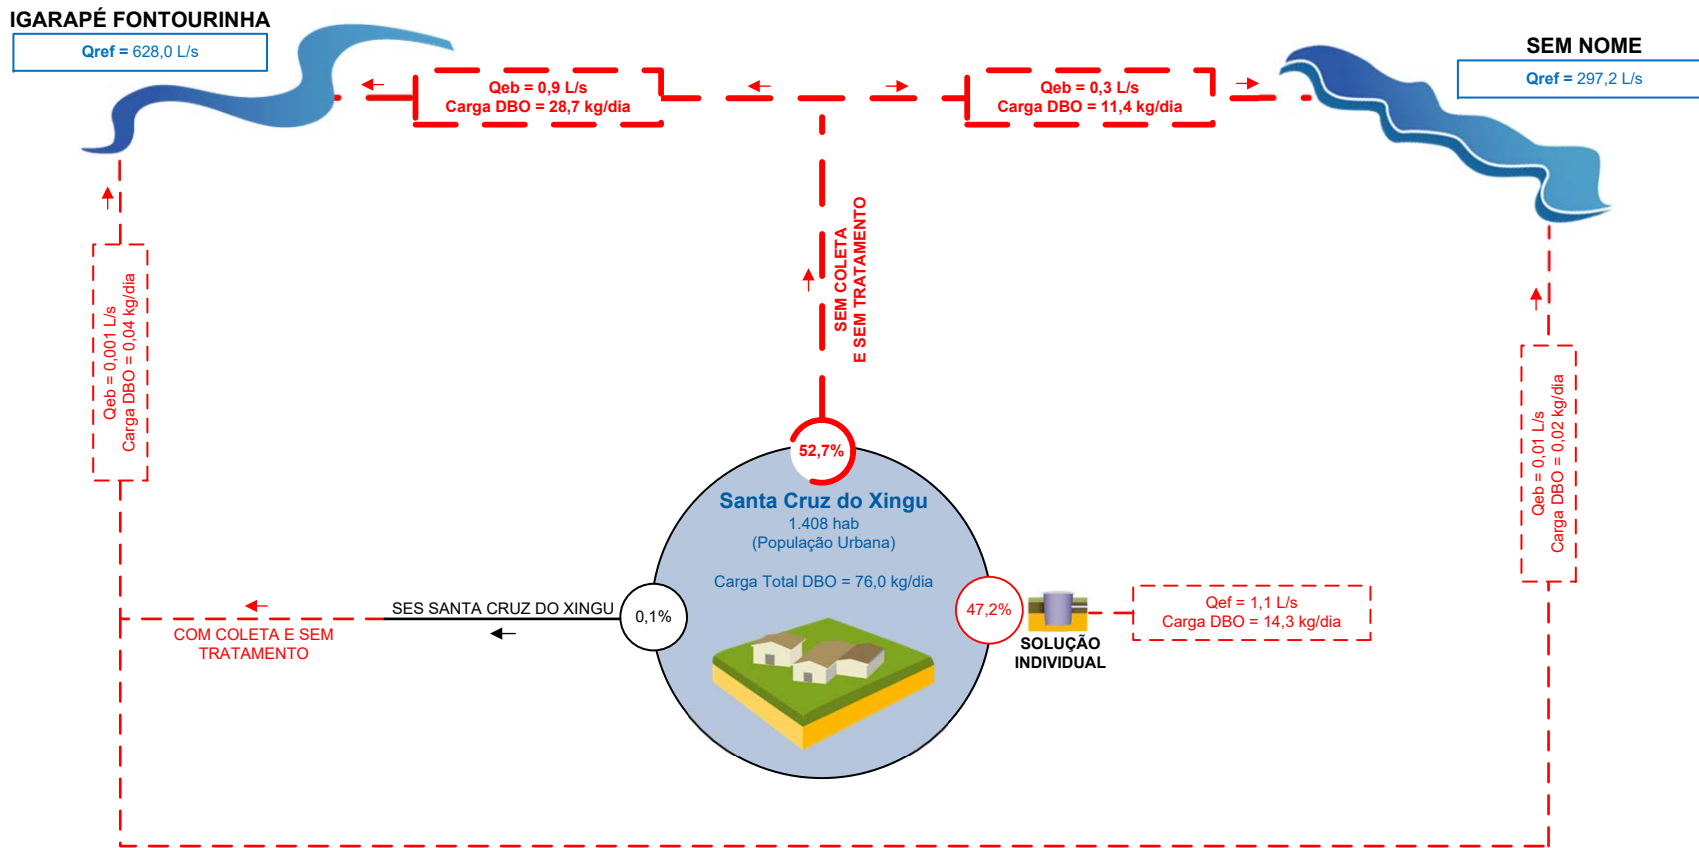 IGARAPÉ FONTOURINHA
Qref = 628,0 L/s
SEM NOME
Qref = 297,2 L/s
Qeb = 0,9 L/s
Carga DBO = 28,7 kg/dia
Qeb = 0,3 L/s
Carga DBO = 11,4 kg/dia
SEM COLETA
E SEM TRATAMENTO
Qeb = 0,001 L/s
Carga DBO = 0,04 kg/dia
Qeb = 0,01 L/s
Carga DBO = 0,02 kg/dia
52,7%
Santa Cruz do Xingu
1.408 hab
(População Urbana)
Carga Total DBO = 76,0 kg/dia
SES SANTA CRUZ DO XINGU
0,1%
COM COLETA E SEM
TRATAMENTO
47,2%
SOLUÇÃO
INDIVIDUAL
Qef = 1,1 L/s
Carga DBO = 14,3 kg/dia